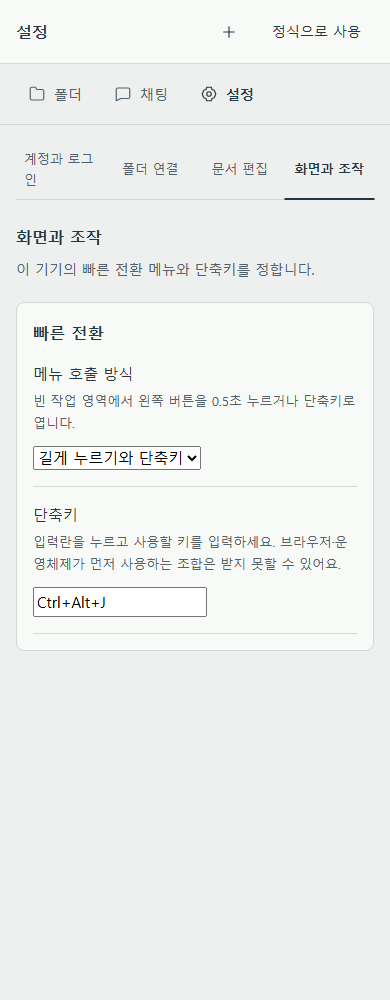 설정
정식으로 사용
폴더
채팅
설정
계정과 로그
인
폴더 연결
문서 편집
화면과 조작
화면과 조작
이 기기의 빠른 전환 메뉴와 단축키를 정합니다.
빠른 전환
메뉴 호출 방식
빈 작업 영역에서 왼쪽 버튼을 0.5초 누르거나 단축키로
엽니다.
길게 누르기와 단축키
단축키
입력란을 누르고 사용할 키를 입력하세요. 브라우저·운
영체제가 먼저 사용하는 조합은 받지 못할 수 있어요.
Ctrl+Alt+J